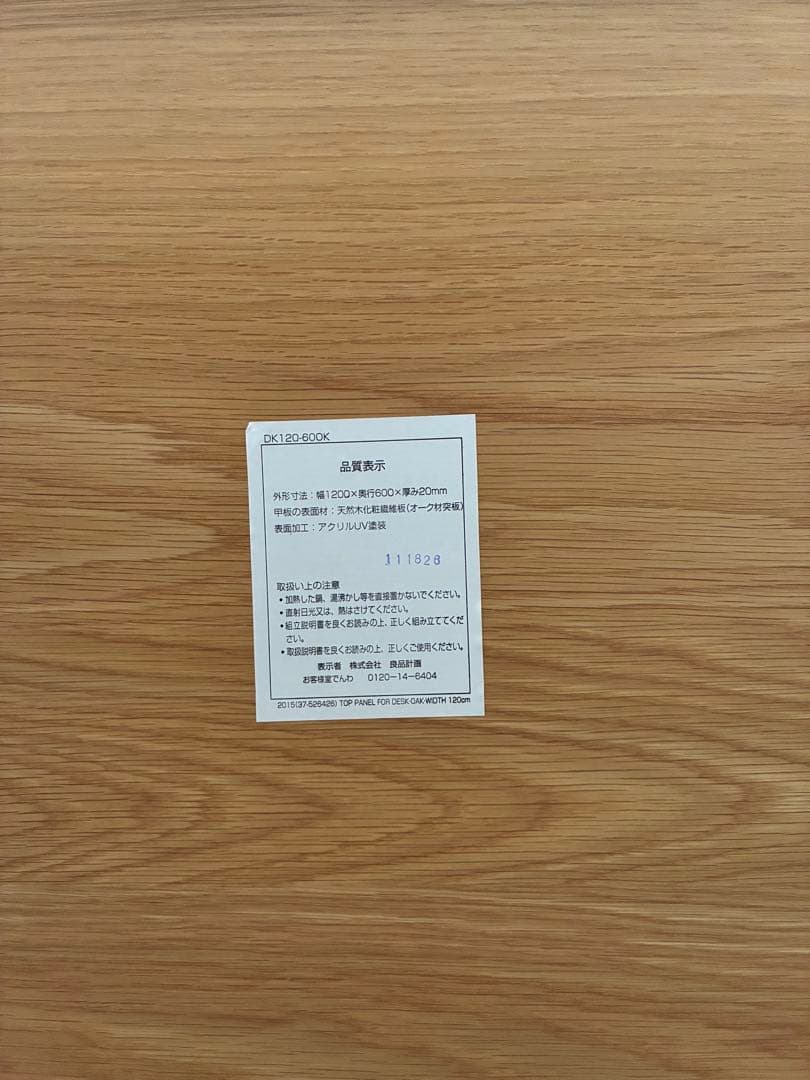 DK120-60OK
品質表示
外形寸法：幅1200×奥行600×厚み20mm
甲板の表面材：天然木化粧繊維板(オーク材突板)
表面加工：アクリルUV塗装
111828
取扱い上の注意
•加熱した鍋、湯沸かし等を直接置かないでください。
•直射日光又は、熱はさけてください。
•組立説明書を良くお読みの上、正しく組み立ててくだ
さい。
•取扱説明書を良くお読みの上、正しくご使用ください。
表示者　株式会社　良品計画
お客様室でんわ　0120-14-6404
2015(37-526426) TOP PANEL FOR DESK·OAK·WIDTH 120cm